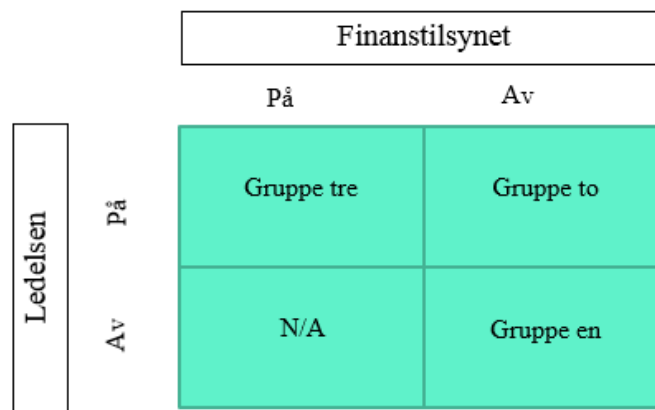 Finanstilsynet
På Av
Ledelsen
På
Gruppe tre Gruppe to
Av
N/A Gruppe en